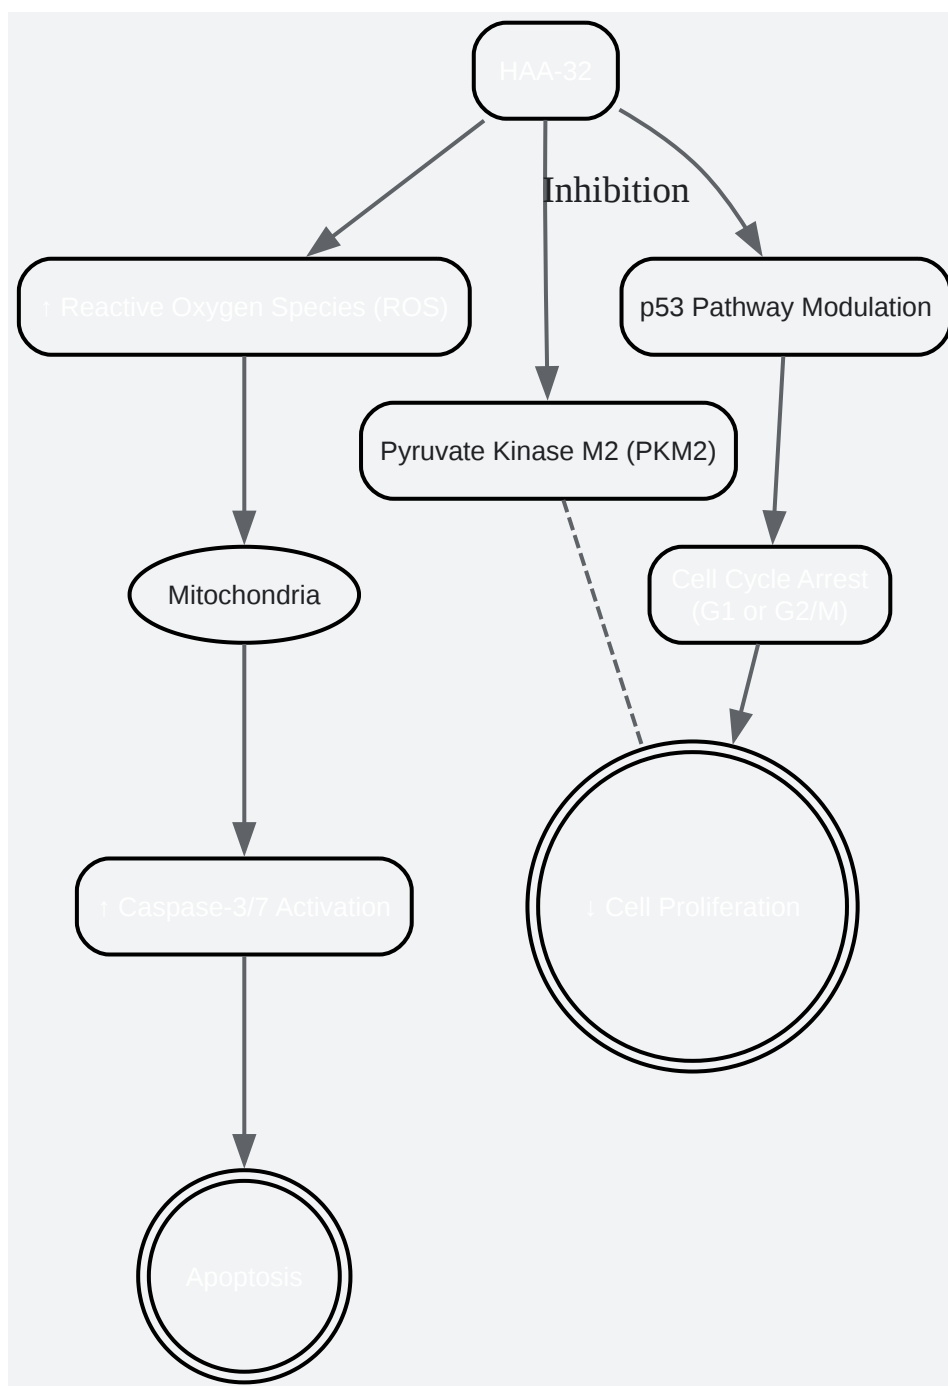 HAA-32
Inhibition
↑ Reactive Oxygen Species (ROS)
p53 Pathway Modulation
Pyruvate Kinase M2 (PKM2)
Mitochondria
Cell Cycle Arrest
(G1 or G2/M)
↑ Caspase-3/7 Activation
↓ Cell Proliferation
Apoptosis